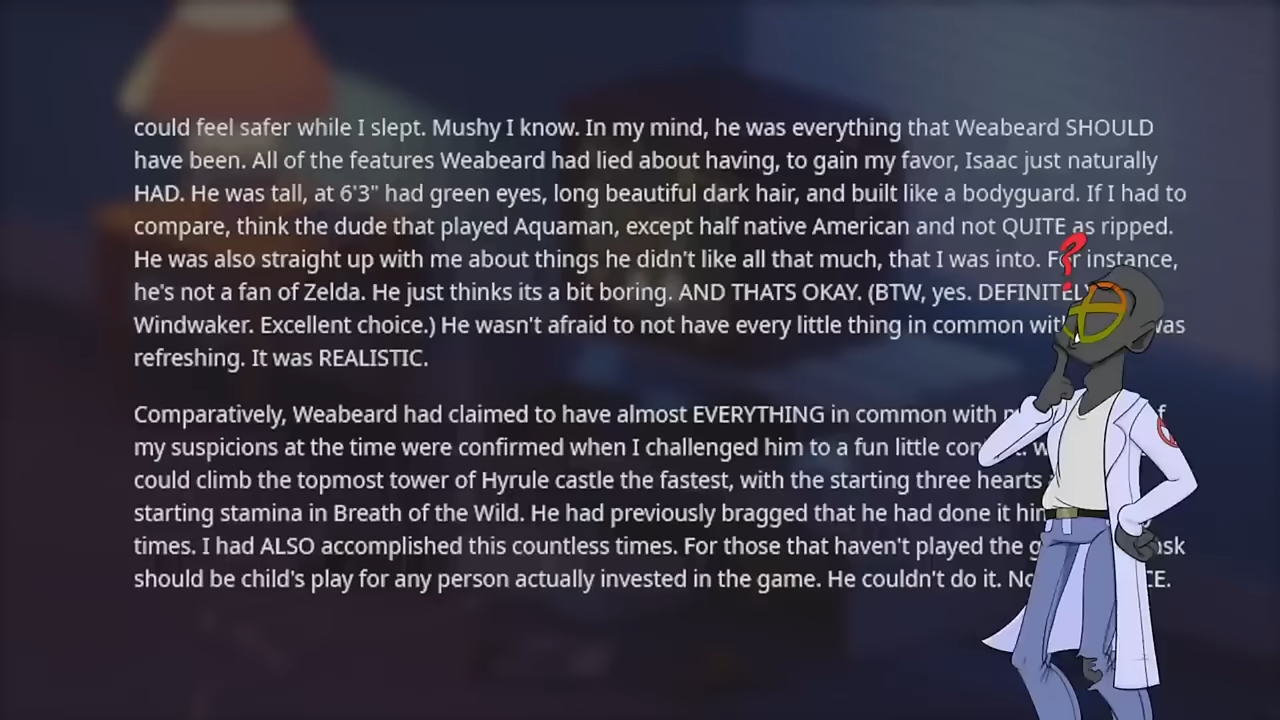 could feel safer while I slept. Mushy I know. In my mind, he was everything that Weabeard SHOULD
have been. All of the features Weabeard had lied about having, to gain my favor, Isaac just naturally
HAD. He was tall, at 6'3" had green eyes, long beautiful dark hair, and built like a bodyguard. If I had to
compare, think the dude that played Aquaman, except half native American and not QUITE as ripped.
He was also straight up with me about things he didn't like all that much, that I was into. For instance,
he's not a fan of Zelda. He just thinks its a bit boring. AND THATS OKAY. (BTW, yes. DEFINITELY
Windwaker. Excellent choice.) He wasn't afraid to not have every little thing in common with was
refreshing. It was REALISTIC.
Comparatively, Weabeard had claimed to have almost EVERYTHING in common with
my suspicions at the time were confirmed when I challenged him to a fun little
could climb the topmost tower of Hyrule castle the fastest, with the starting three hearts
starting stamina in Breath of the Wild. He had previously bragged that he had done it
times. I had ALSO accomplished this countless times. For those that haven't played the
should be child's play for any person actually invested in the game. He couldn't do it.
?